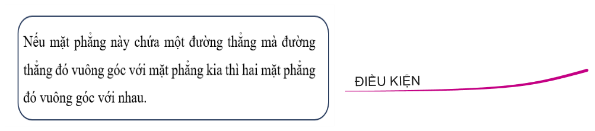 Nếu mặt phẳng này chứa một đường thẳng mà đường
thẳng đó vuông góc với mặt phẳng kia thì hai mặt phẳng
đó vuông góc với nhau.
ĐIỀU KIỆN